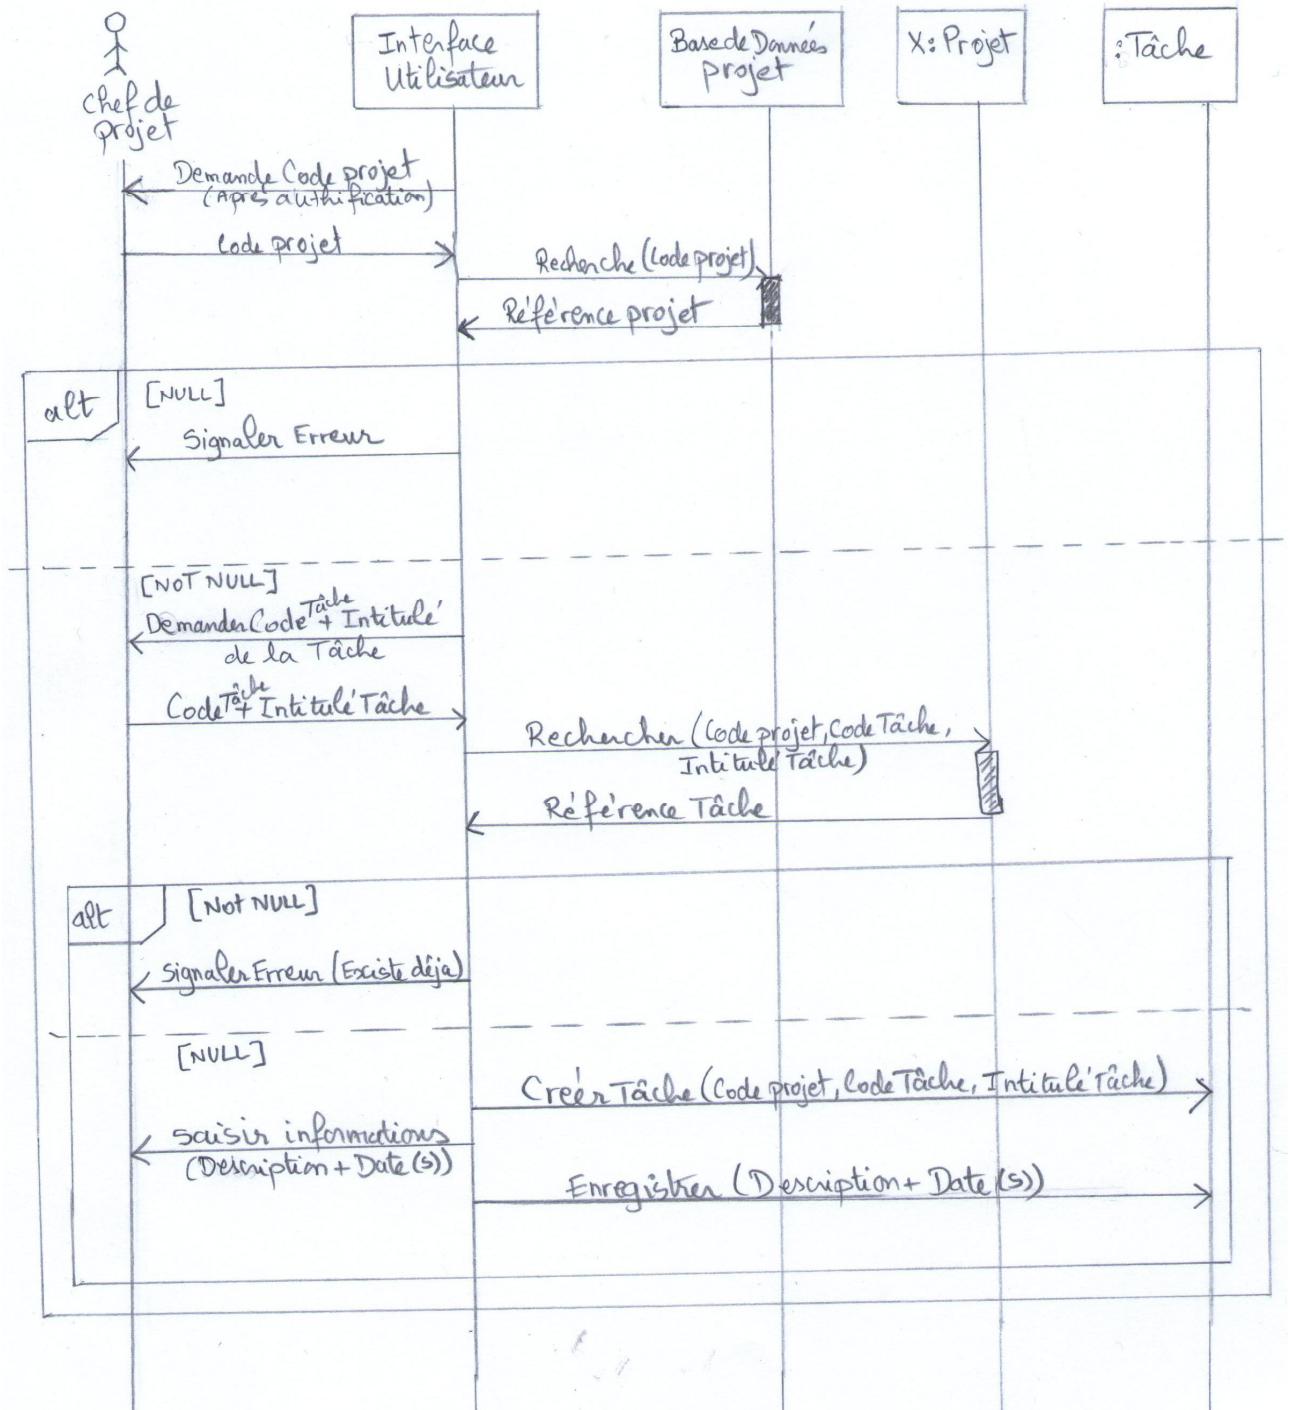 chef de
projet
Interface
Utilisateur
Base de Données
projet
X: Projet
: Tâche
Demande Code projet
(Après authification)
Code projet
Recherche (Code projet)
Référence projet
alt
[NULL]
Signaler Erreur
[NOT NULL]
Demander Code Tâche + Intitulé
de la Tâche
Code Tâche + Intitulé Tâche
Rechercher (Code projet, Code Tâche,
Intitulé Tâche)
Référence Tâche
alt
[Not NULL]
Signaler Erreur (Existe déja)
[NULL]
Creér Tâche (Code projet, Code Tâche, Intitulé Tâche)
saisir informations
(Description + Date(s))
Enregistrer (Description + Date(s))